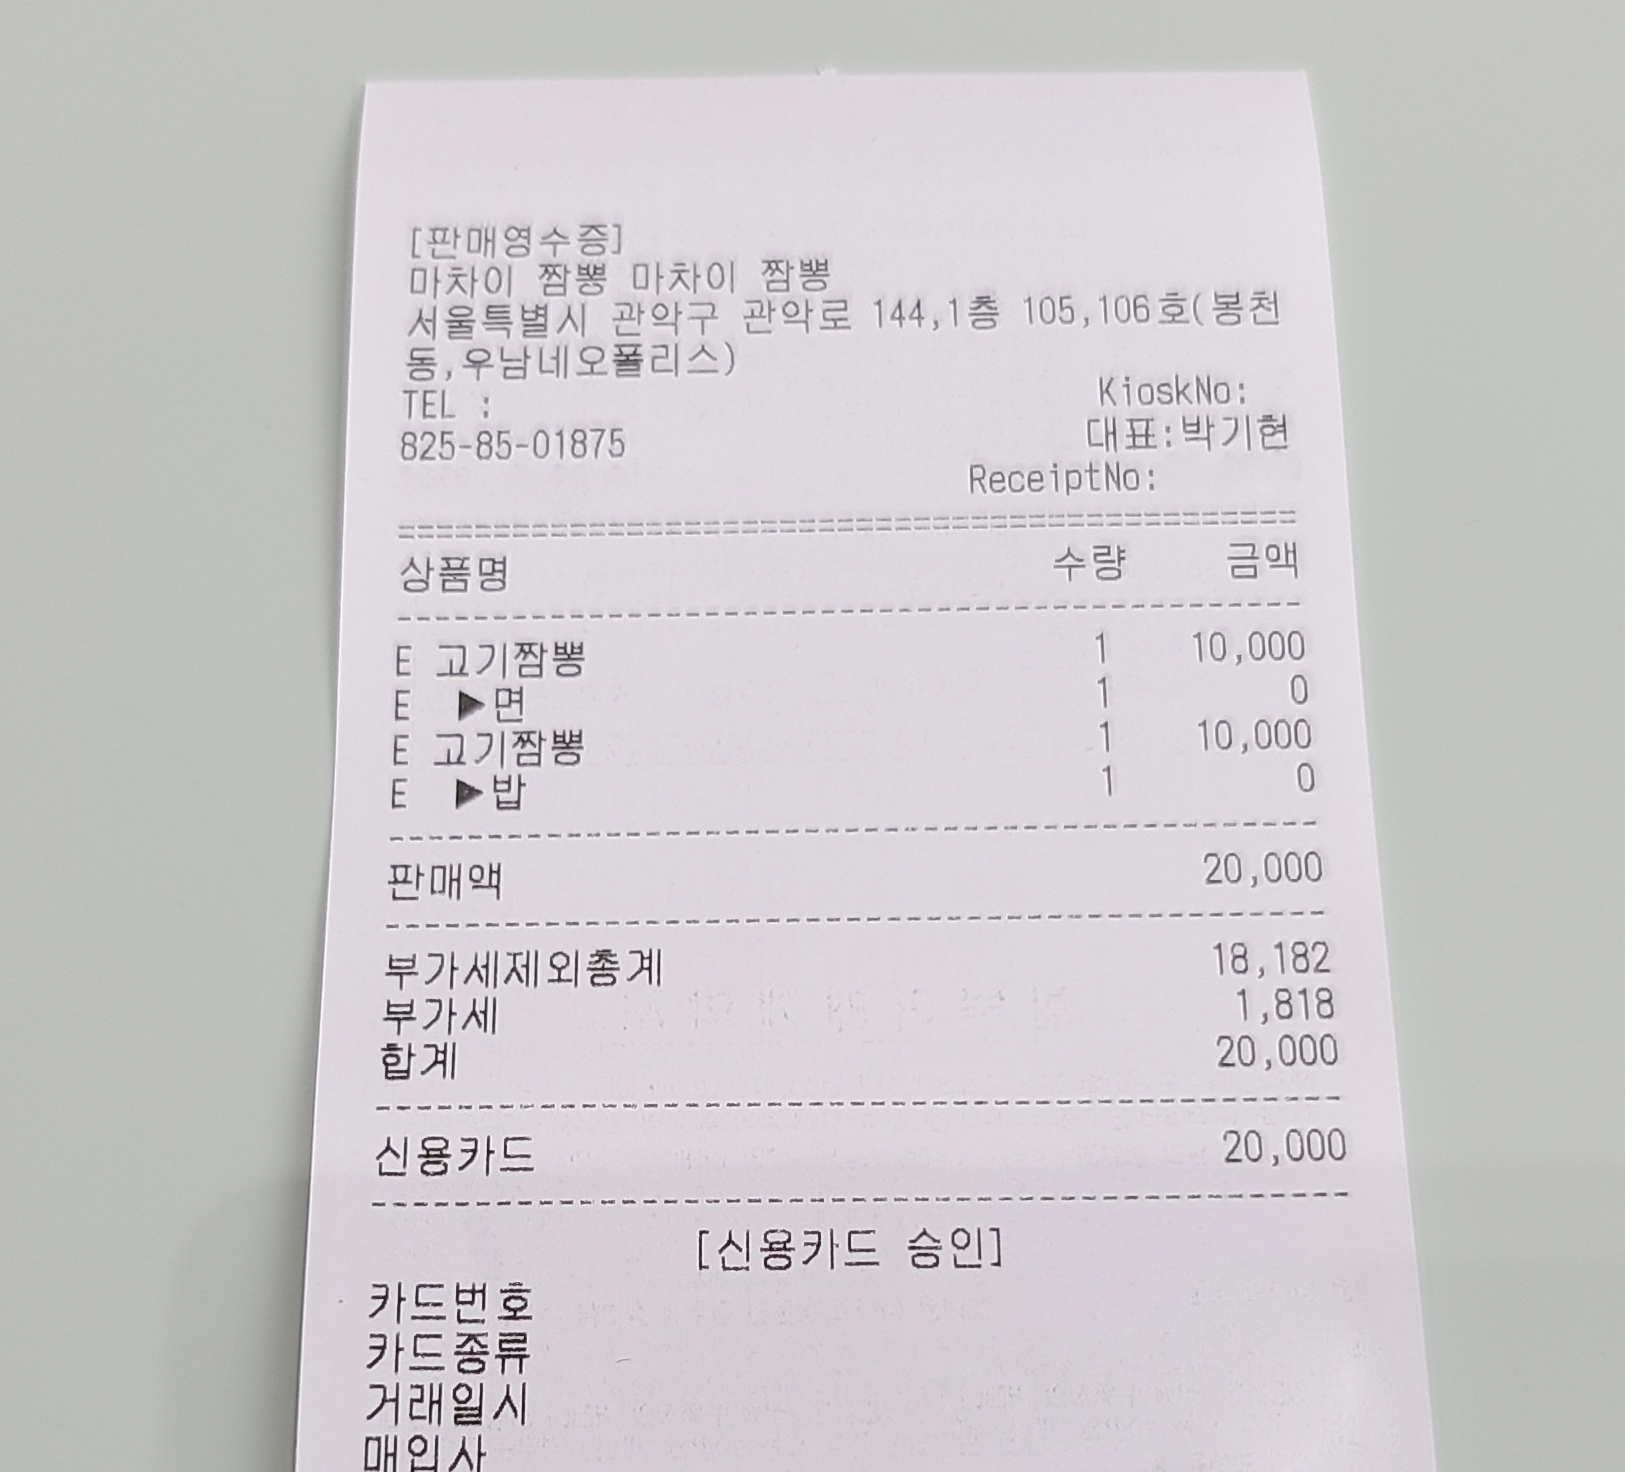 [판매영수증]
마차이 짬뽕 마차이 짬뽕
서울특별시 관악구 관악로 144,1층 105,106호(봉천
동,우남네오폴리스)
TEL : KioskNo:
825-85-01875 대표:박기현
ReceiptNo:
상품명 수량 금액
E 고기짬뽕 1 10,000
E ▶면 1 0
E 고기짬뽕 1 10,000
E ▶밥 1 0
판매액 20,000
부가세제외총계 18,182
부가세 1,818
합계 20,000
신용카드 20,000
[신용카드 승인]
카드번호
카드종류
거래일시
매입사